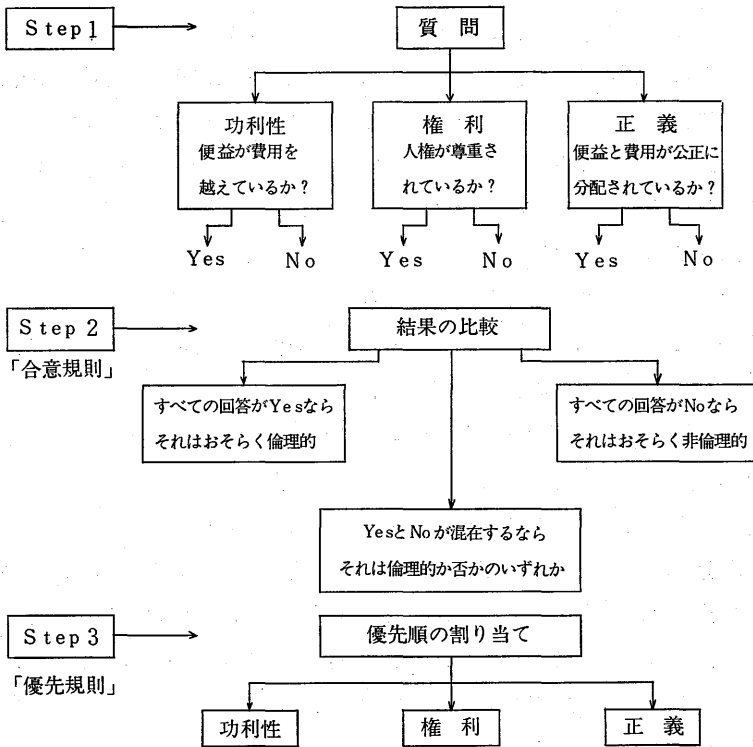 Step1
質問
功利性
便益が費用を
越えているか？
権利
人権が尊重さ
れているか？
正義
便益と費用が公正に
分配されているか？
Yes
No
Yes
No
Yes
No
Step2
結果の比較
「合意規則」
すべての回答がYesなら
それはおそらく倫理的
すべての回答がNoなら
それはおそらく非倫理的
YesとNoが混在するなら
それは倫理的か否かのいずれか
Step3
優先順の割り当て
「優先規則」
功利性
権利
正義